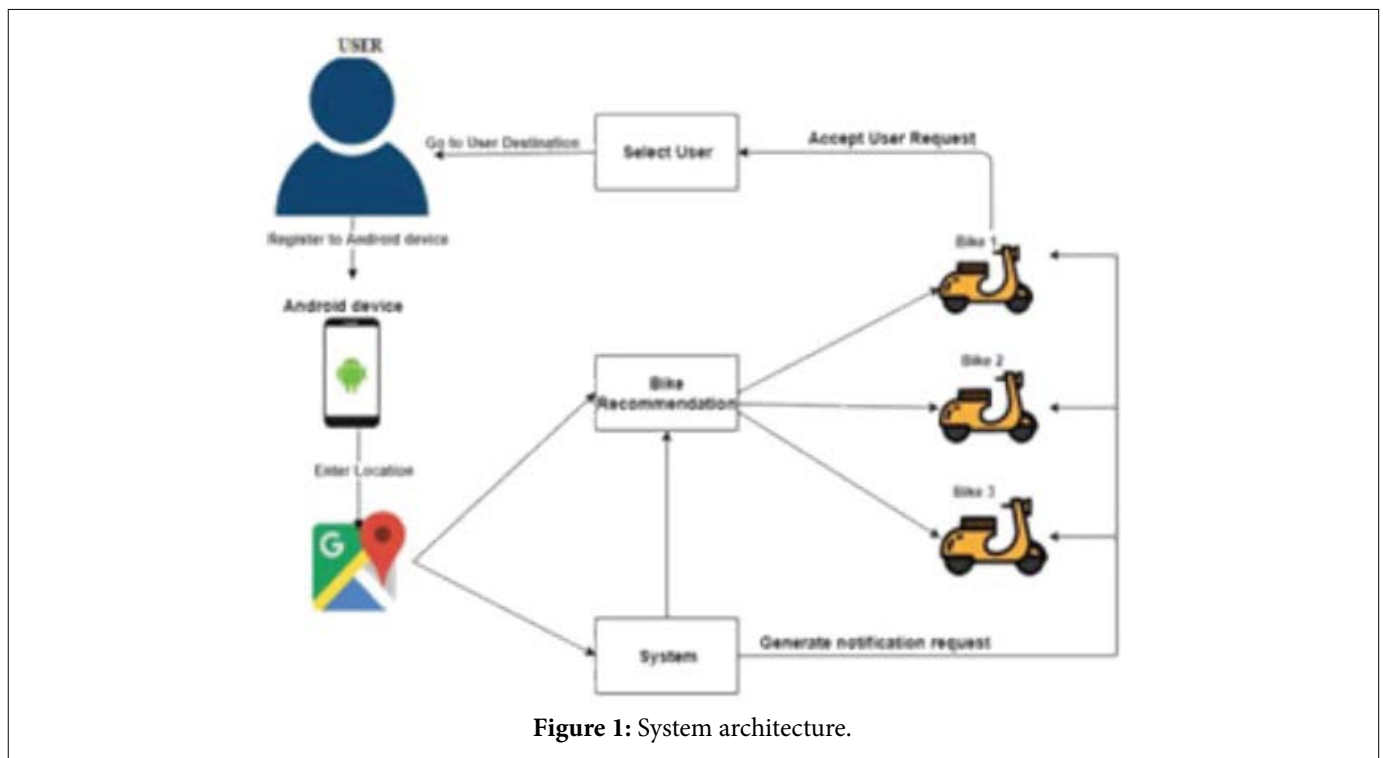 USER
Go to User Destination
Select User
Accept User Request
Register to Android device
Bike 1
Android device
Bike 2
Bike
Recommendation
Enter Location
Bike 3
G
System
Generate notification request
Figure 1: System architecture.